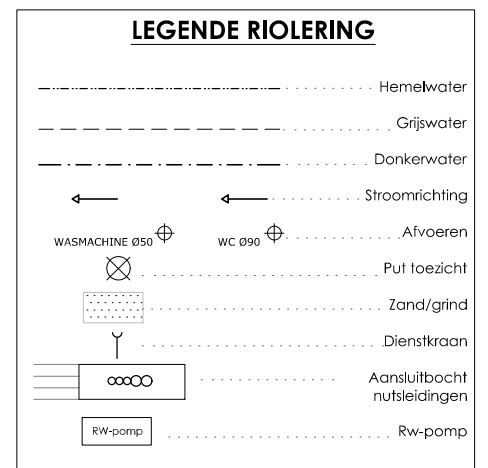 LEGENDE RIOLERING
Hemelwater
Grijswater
Donkerwater
Stroomrichting
WASMACHINE Ø50 WC Ø90 Afvoeren
Put toezicht
Zand/grind
Dienstkraan
Aansluitbocht
nutsleidingen
RW-pomp Rw-pomp